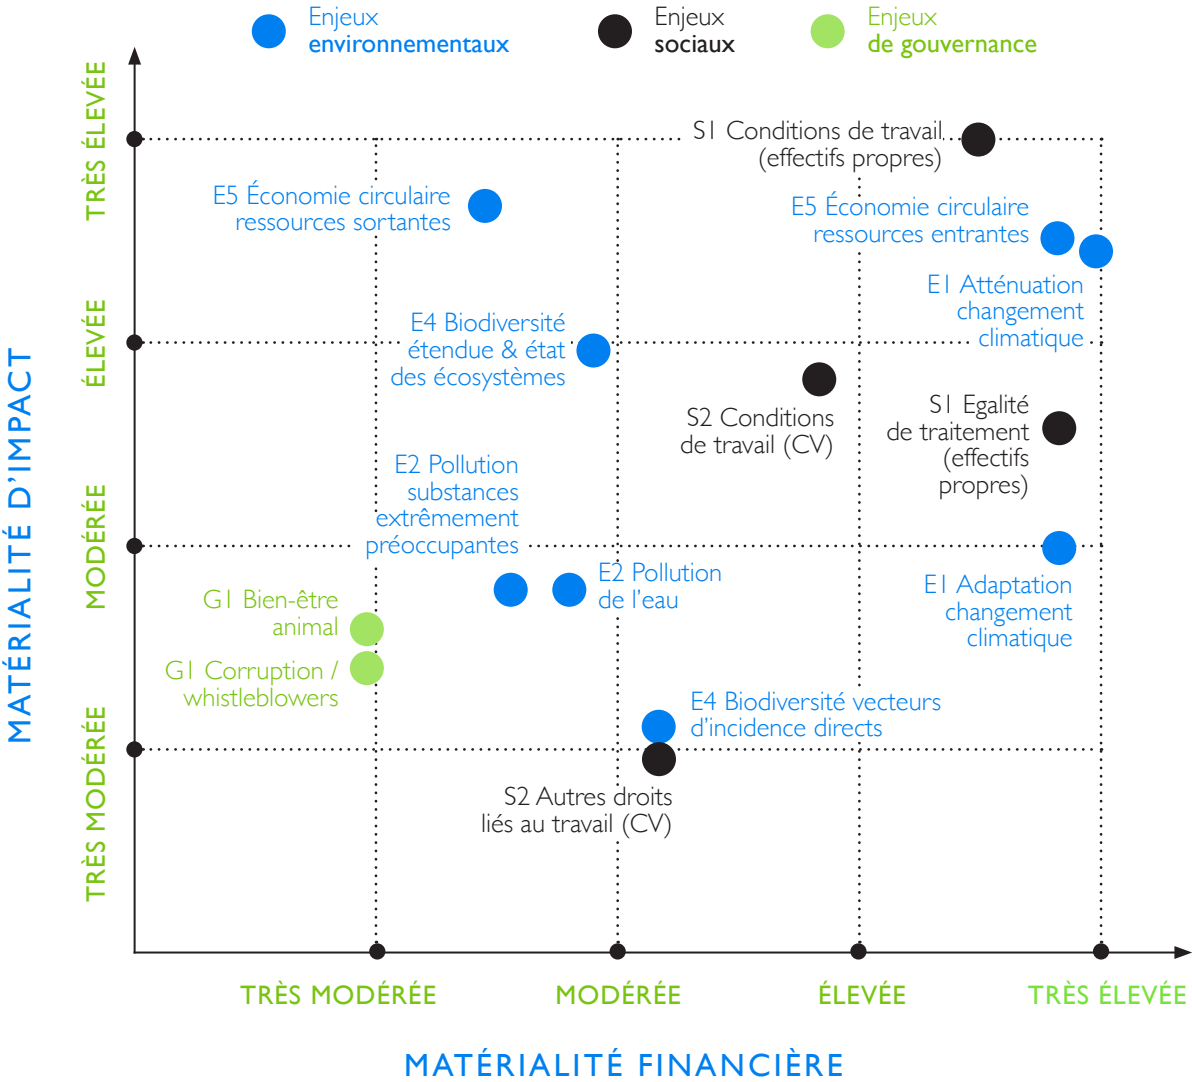 Enjeux
environnementaux
Enjeux
sociaux
Enjeux
de gouvernance
MATÉRIALITÉ D'IMPACT
TRÈS ÉLEVÉE
ÉLEVÉE
MODÉRÉE
TRÈS MODÉRÉE
S1 Conditions de travail
(effectifs propres)
E5 Économie circulaire
ressources sortantes
E5 Économie circulaire
ressources entrantes
E1 Atténuation
changement
climatique
E4 Biodiversité
étendue & état
des écosystèmes
S2 Conditions
de travail (CV)
S1 Egalité
de traitement
(effectifs
propres)
E2 Pollution
substances
extrêmement
préoccupantes
E2 Pollution
de l'eau
E1 Adaptation
changement
climatique
G1 Bien-être
animal
G1 Corruption /
whistleblowers
E4 Biodiversité vecteurs
d'incidence directs
S2 Autres droits
liés au travail (CV)
TRÈS MODÉRÉE
MODÉRÉE
ÉLEVÉE
TRÈS ÉLEVÉE
MATÉRIALITÉ FINANCIÈRE